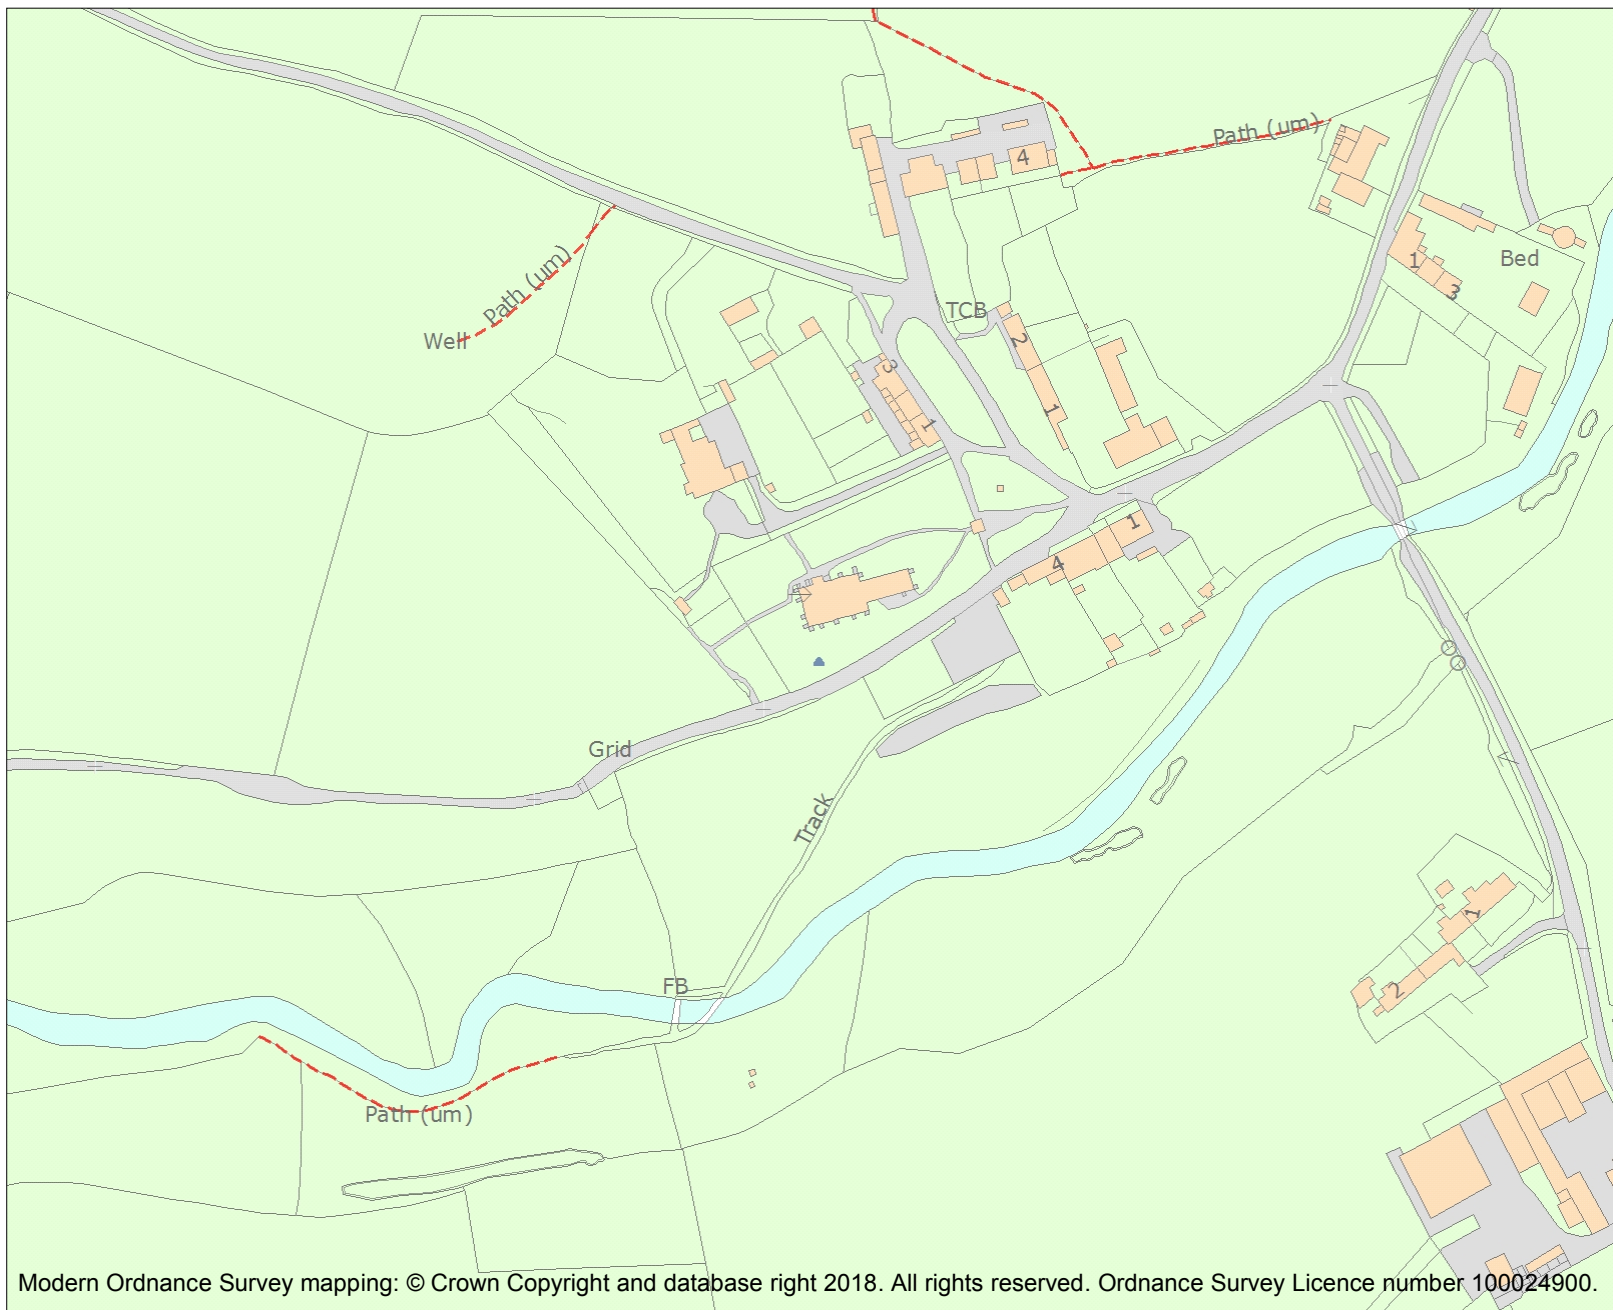 Path (um)
4
Path (um)
1
Bed
3
TCB
Well
2
3
1
1
1
4
Grid
Track
1
FB
2
Path (um)
Modern Ordnance Survey mapping: © Crown Copyright and database right 2018. All rights reserved. Ordnance Survey Licence number 100024900.